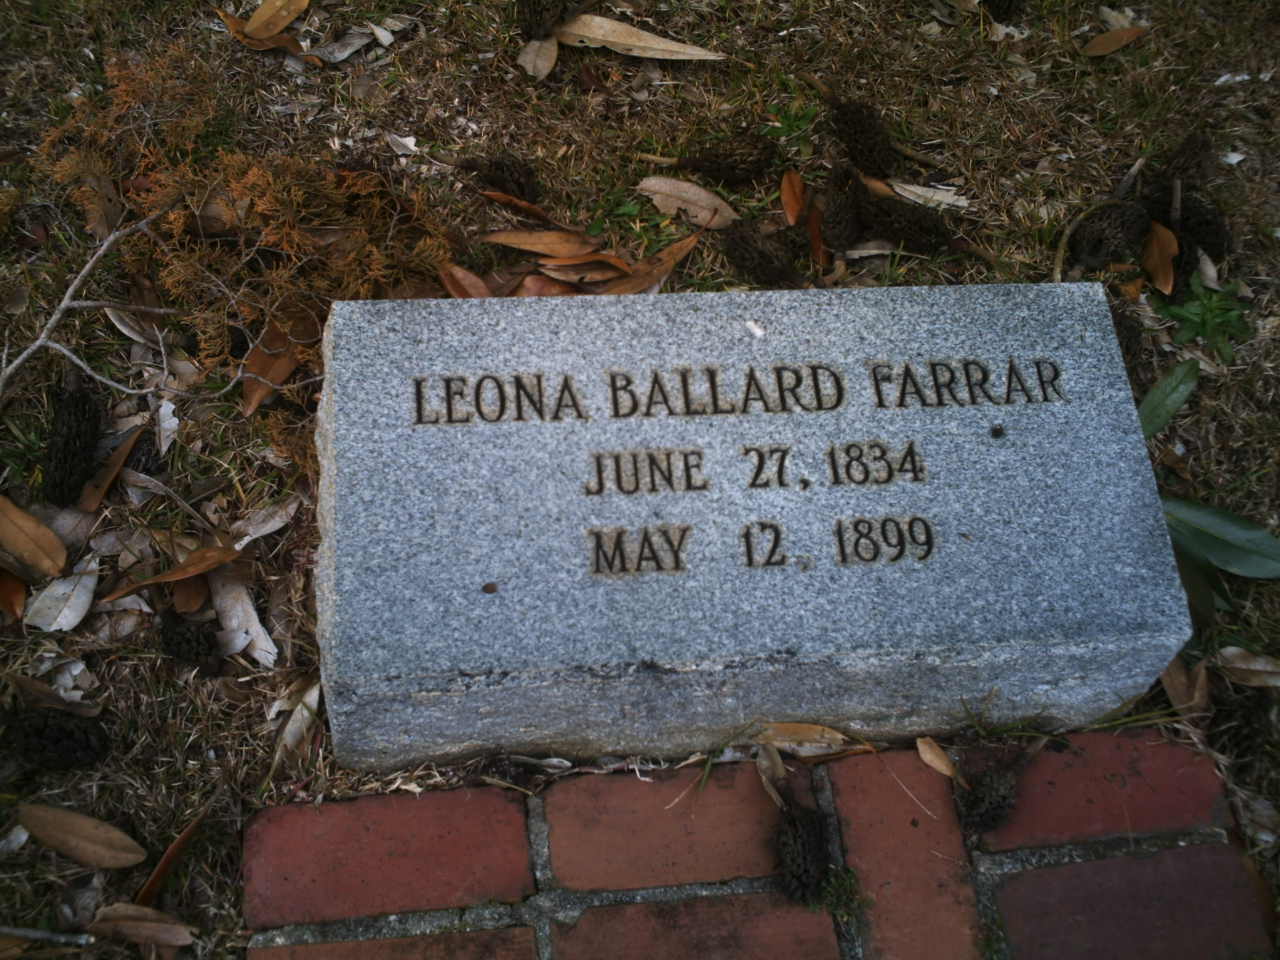 LEONA BALLARD FARRAR
JUNE 27, 1834
MAY 12, 1899